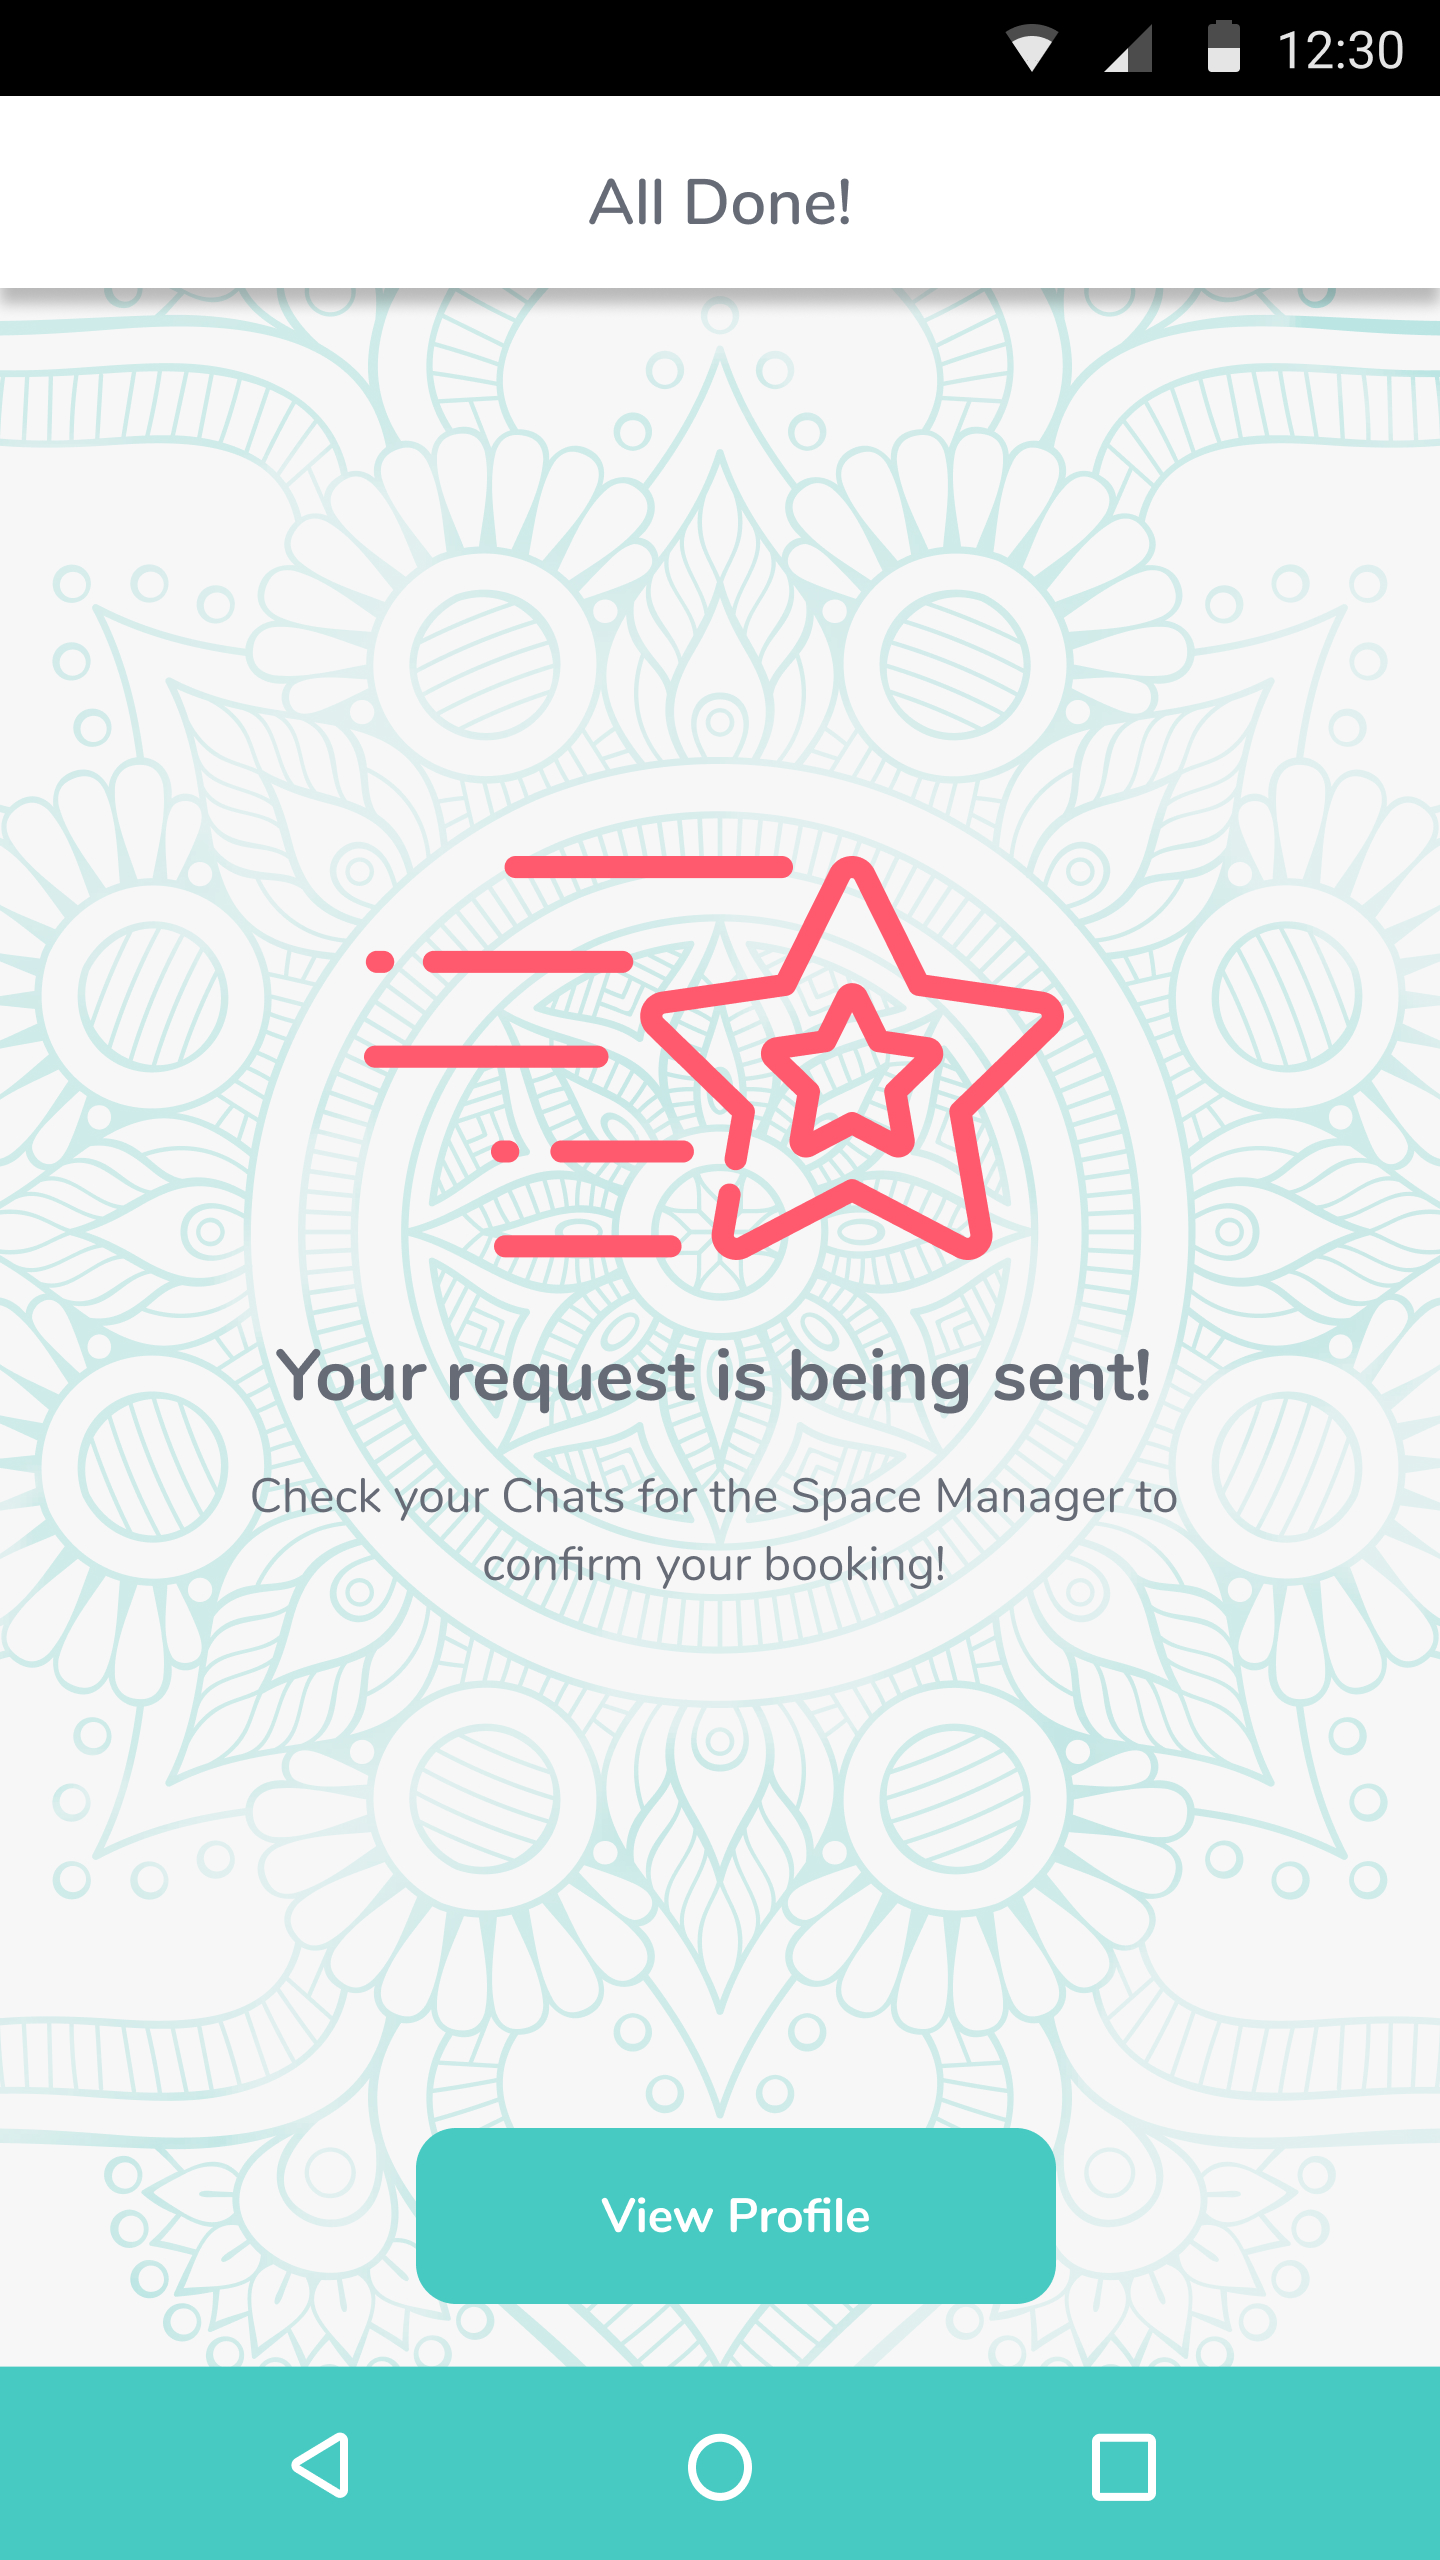 12:30
All Done!
Your request is being sent!
Check your Chats for the Space Manager to
confirm your booking!
View Profile